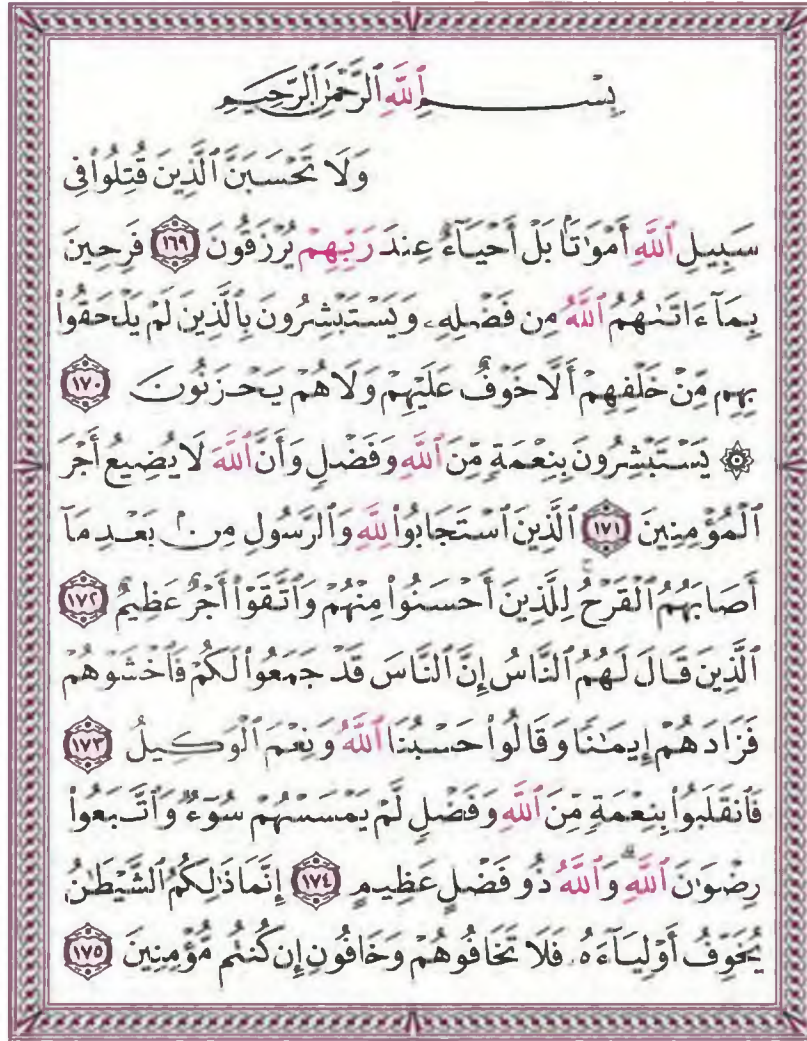 بِسْمِ ٱللَّهِ ٱلرَّحْمَٰنِ ٱلرَّحِيمِ
وَلَا تَحْسَبَنَّ ٱلَّذِينَ قُتِلُوا۟ فِى
سَبِيلِ ٱللَّهِ أَمْوَٰتًۢا بَلْ أَحْيَآءٌ عِندَ رَبِّهِمْ يُرْزَقُونَ ١٦٩ فَرِحِينَ
بِمَآ ءَاتَىٰهُمُ ٱللَّهُ مِن فَضْلِهِۦ وَيَسْتَبْشِرُونَ بِٱلَّذِينَ لَمْ يَلْحَقُوا۟
بِهِم مِّنْ خَلْفِهِمْ أَلَّا خَوْفٌ عَلَيْهِمْ وَلَا هُمْ يَحْزَنُونَ ١٧٠
۞ يَسْتَبْشِرُونَ بِنِعْمَةٍ مِّنَ ٱللَّهِ وَفَضْلٍ وَأَنَّ ٱللَّهَ لَا يُضِيعُ أَجْرَ
ٱلْمُؤْمِنِينَ ١٧١ ٱلَّذِينَ ٱسْتَجَابُوا۟ لِلَّهِ وَٱلرَّسُولِ مِنۢ بَعْدِ مَآ
أَصَابَهُمُ ٱلْقَرْحُ لِلَّذِينَ أَحْسَنُوا۟ مِنْهُمْ وَٱتَّقَوْا۟ أَجْرٌ عَظِيمٌ ١٧٢
ٱلَّذِينَ قَالَ لَهُمُ ٱلنَّاسُ إِنَّ ٱلنَّاسَ قَدْ جَمَعُوا۟ لَكُمْ فَٱخْشَوْهُمْ
فَزَادَهُمْ إِيمَٰنًا وَقَالُوا۟ حَسْبُنَا ٱللَّهُ وَنِعْمَ ٱلْوَكِيلُ ١٧٣
فَٱنقَلَبُوا۟ بِنِعْمَةٍ مِّنَ ٱللَّهِ وَفَضْلٍ لَّمْ يَمْسَسْهُمْ سُوٓءٌ وَٱتَّبَعُوا۟
رِضْوَٰنَ ٱللَّهِ ۗ وَٱللَّهُ ذُو فَضْلٍ عَظِيمٍ ١٧٤ إِنَّمَا ذَٰلِكُمُ ٱلشَّيْطَٰنُ
يُخَوِّفُ أَوْلِيَآءَهُۥ فَلَا تَخَافُوهُمْ وَخَافُونِ إِن كُنتُم مُّؤْمِنِينَ ١٧٥